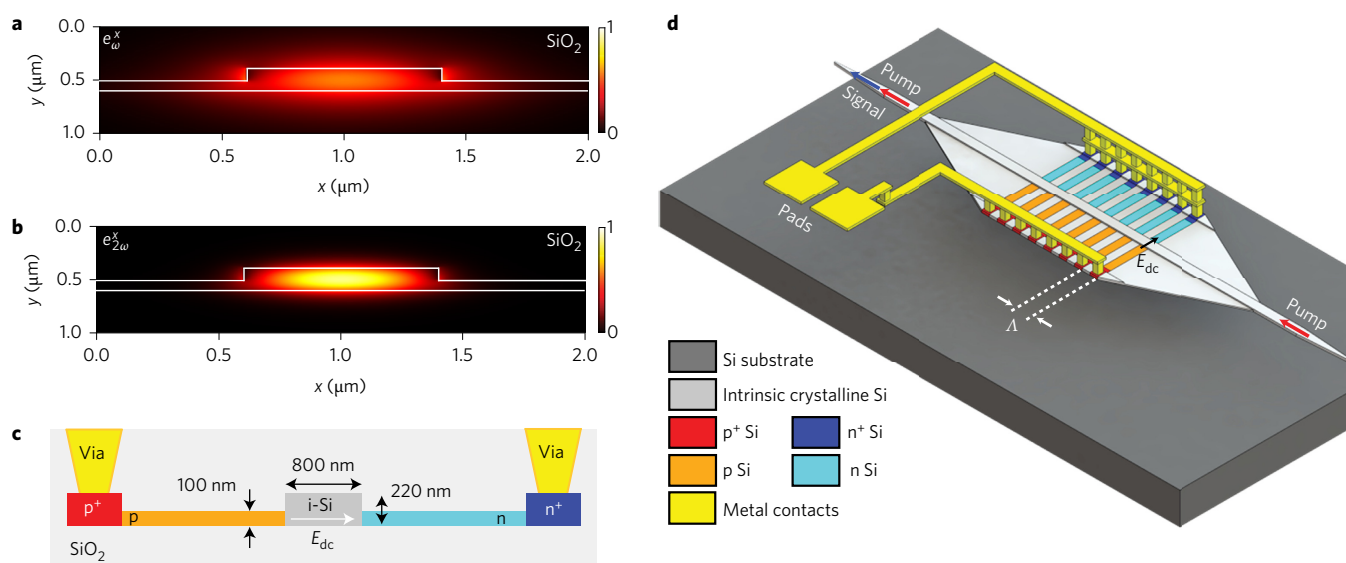 a
0.0
0.5
1.0
y (μm)
e^x_ω
SiO₂
1
0
0.0 0.5 1.0 1.5 2.0
x (μm)
b
0.0
0.5
1.0
y (μm)
e^x_2ω
SiO₂
1
0
0.0 0.5 1.0 1.5 2.0
x (μm)
c
Via
Via
800 nm
100 nm
220 nm
p⁺
p
i-Si
n
n⁺
E_dc
SiO₂
d
Pump
Signal
Pads
E_dc
Λ
Pump
Si substrate
Intrinsic crystalline Si
p⁺ Si
n⁺ Si
p Si
n Si
Metal contacts